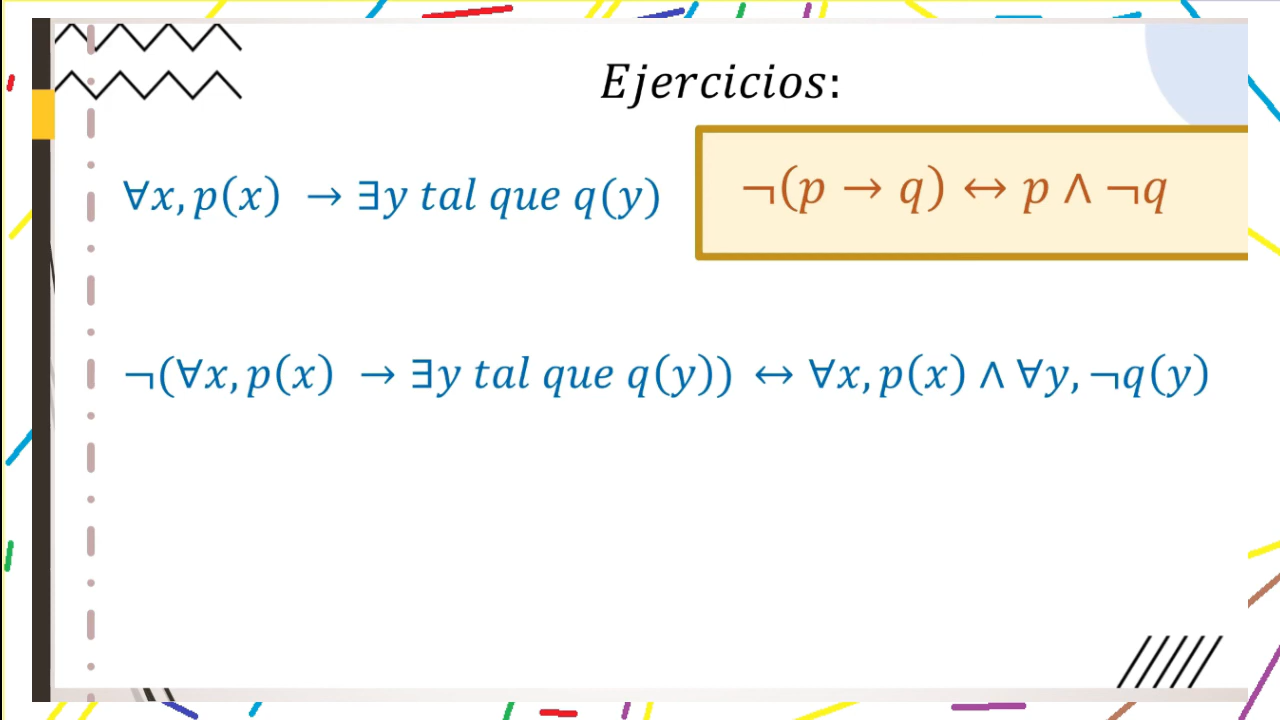 Ejercicios:
∀x, p(x) → ∃y tal que q(y)
¬(p → q) ↔ p ∧ ¬q
¬(∀x, p(x) → ∃y tal que q(y)) ↔ ∀x, p(x) ∧ ∀y, ¬q(y)